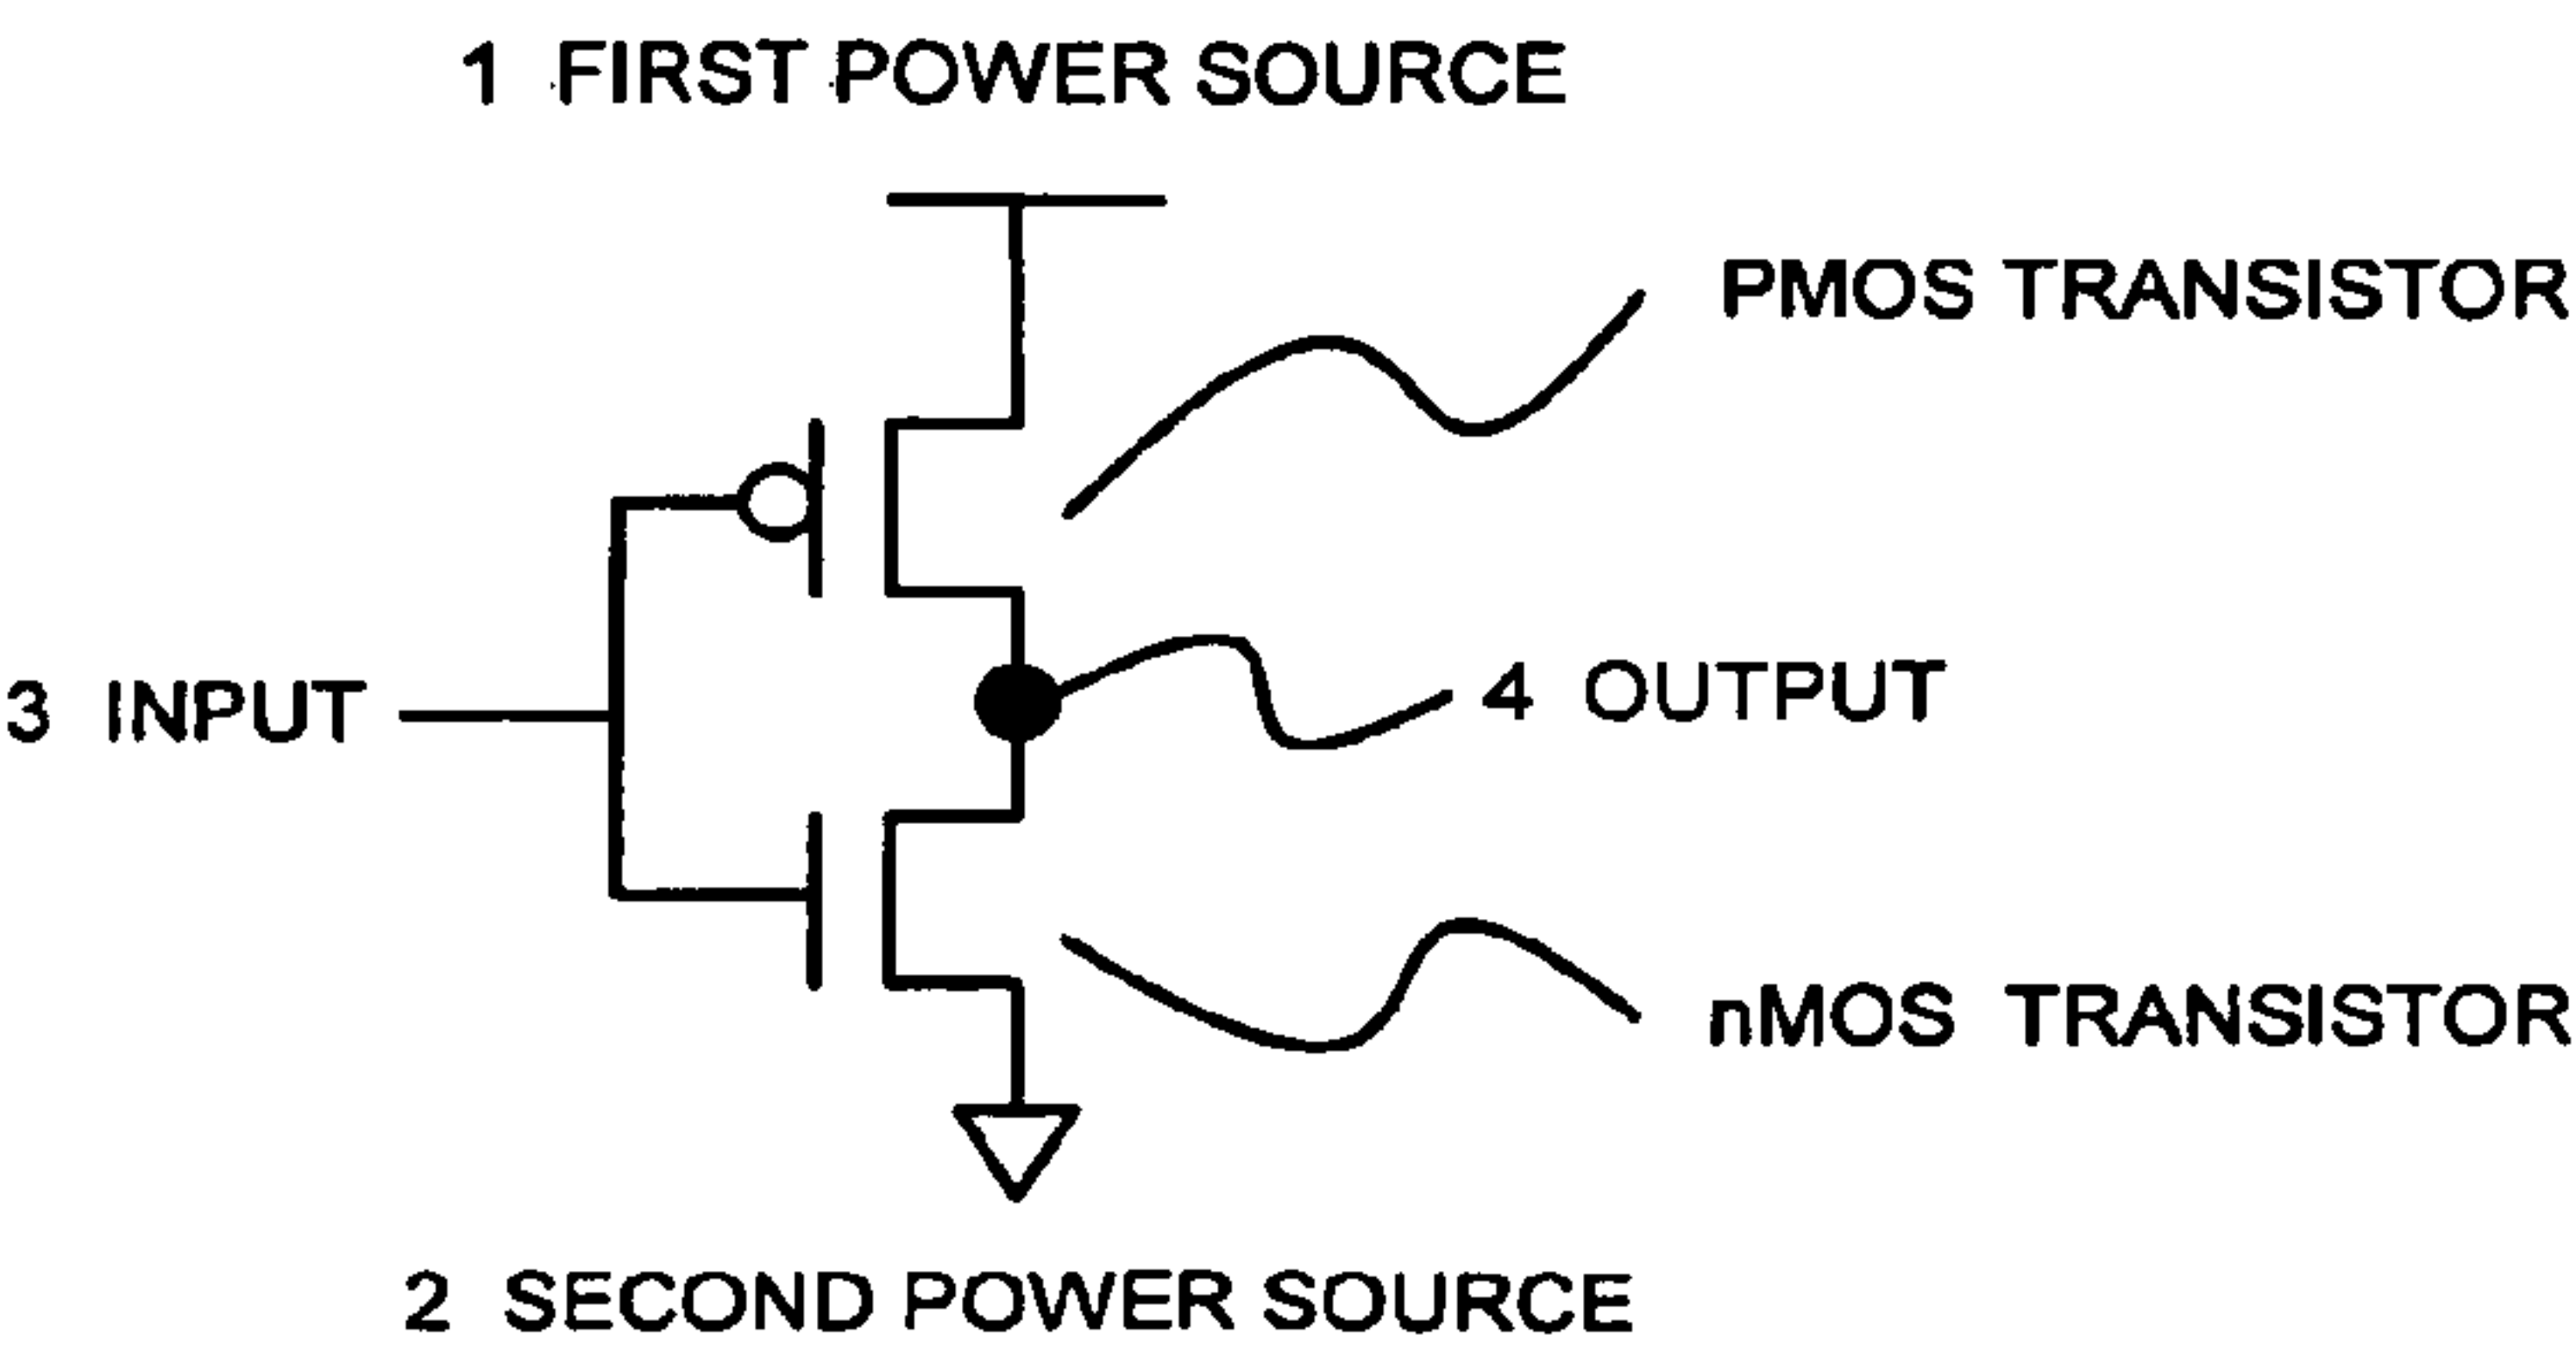 1 FIRST POWER SOURCE
PMOS TRANSISTOR
3 INPUT
4 OUTPUT
nMOS TRANSISTOR
2 SECOND POWER SOURCE